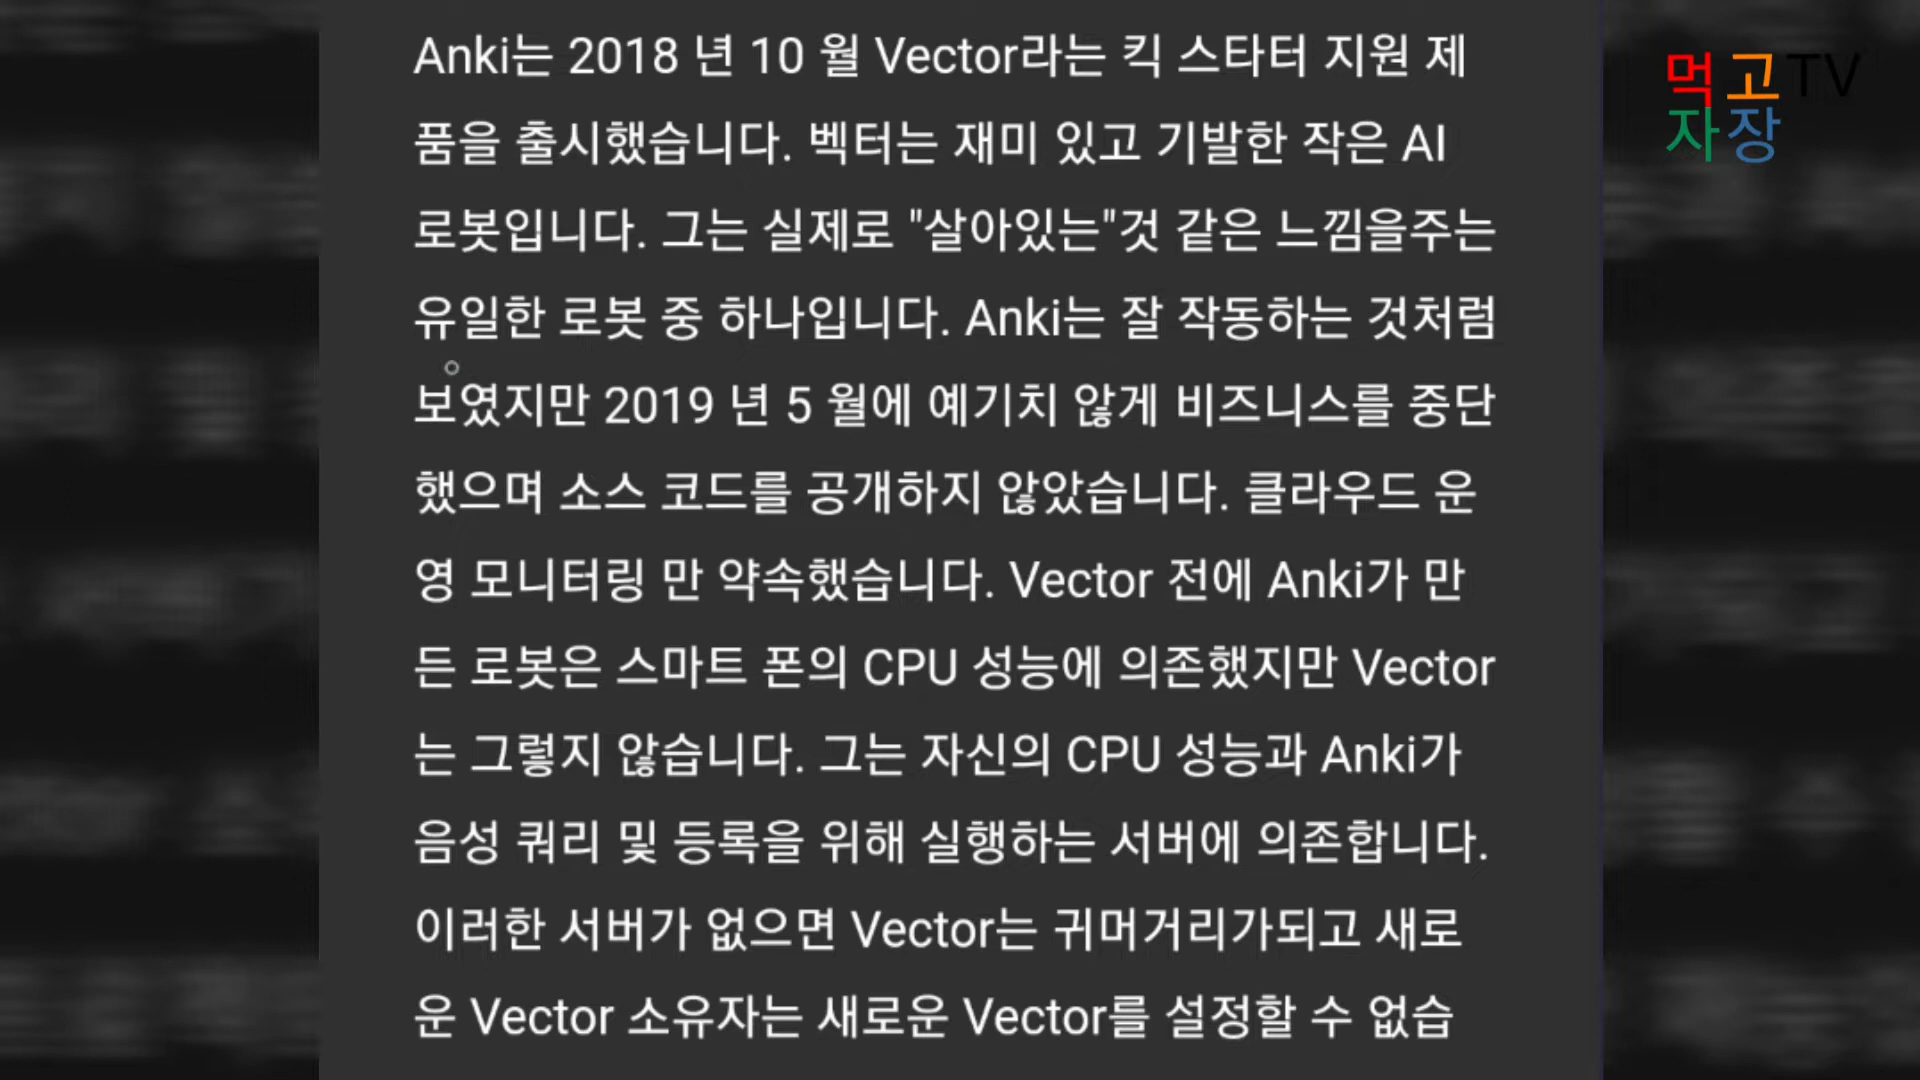 Anki는 2018 년 10 월 Vector라는 킥 스타터 지원 제
품을 출시했습니다. 벡터는 재미 있고 기발한 작은 AI
로봇입니다. 그는 실제로 "살아있는"것 같은 느낌을주는
유일한 로봇 중 하나입니다. Anki는 잘 작동하는 것처럼
보였지만 2019 년 5 월에 예기치 않게 비즈니스를 중단
했으며 소스 코드를 공개하지 않았습니다. 클라우드 운
영 모니터링 만 약속했습니다. Vector 전에 Anki가 만
든 로봇은 스마트 폰의 CPU 성능에 의존했지만 Vector
는 그렇지 않습니다. 그는 자신의 CPU 성능과 Anki가
음성 쿼리 및 등록을 위해 실행하는 서버에 의존합니다.
이러한 서버가 없으면 Vector는 귀머거리가되고 새로
운 Vector 소유자는 새로운 Vector를 설정할 수 없습
먹고TV
자장